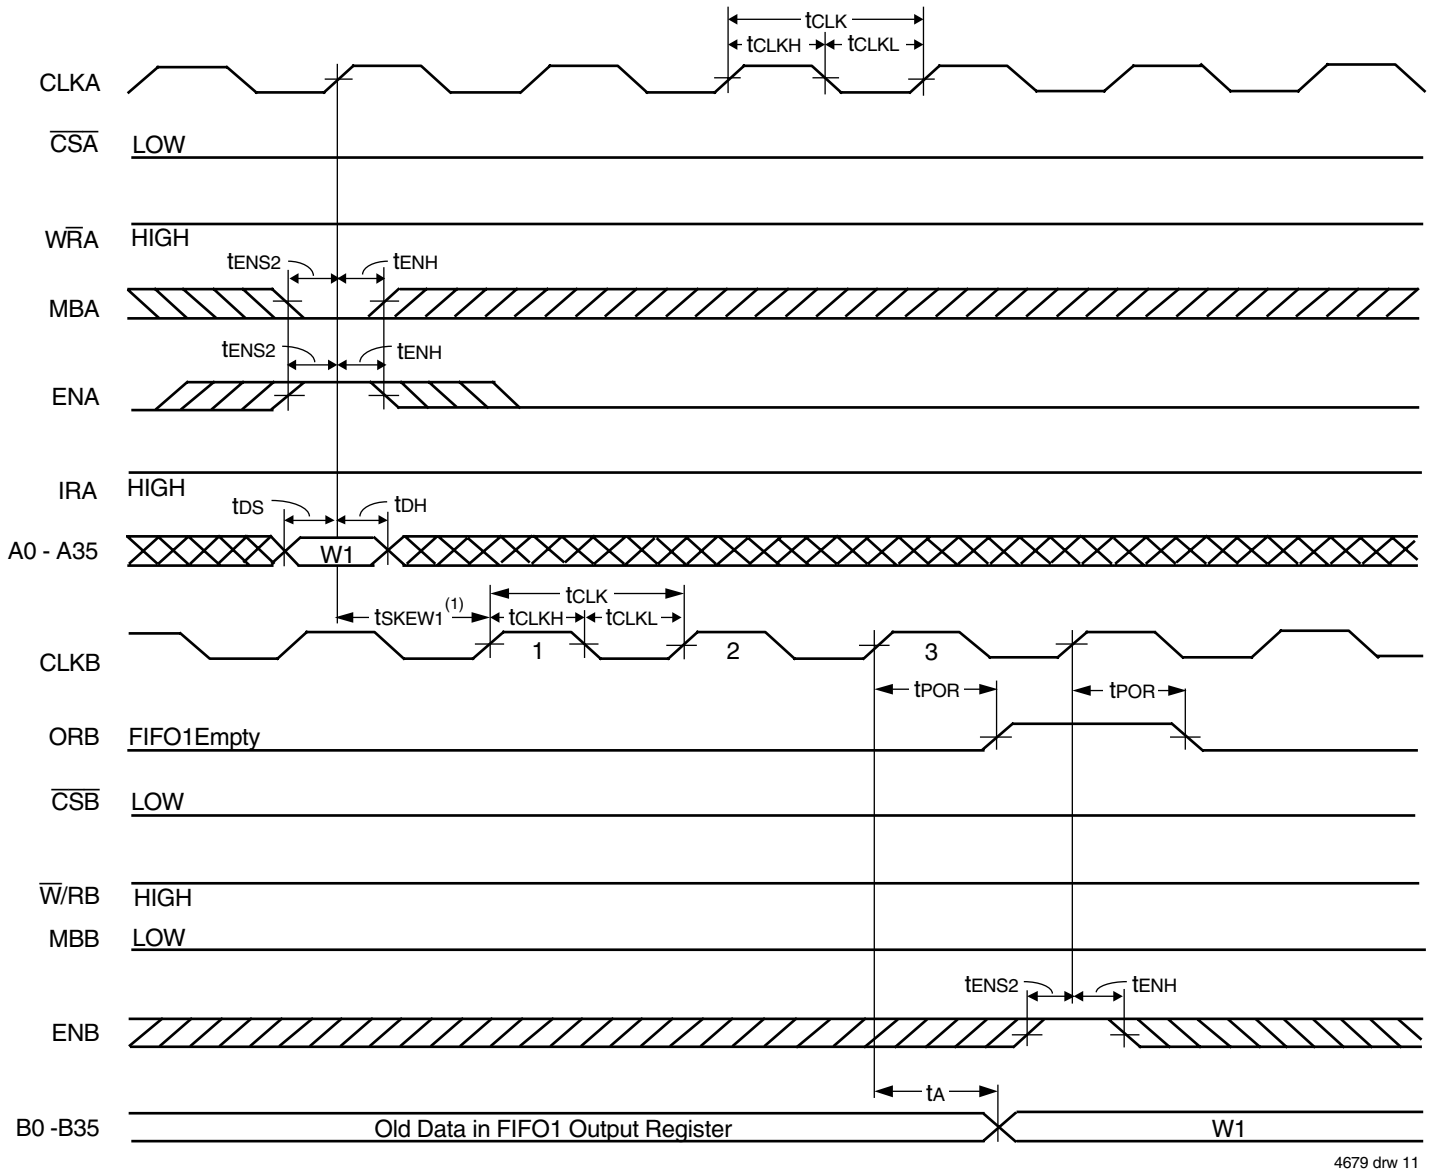 tCLK
tCLKH tCLKL
CLKA
CSA LOW
WRA HIGH
tENS2 tENH
MBA
tENS2 tENH
ENA
IRA HIGH
tDS tDH
A0 - A35 W1
tCLK
tSKEW1(1) tCLKH tCLKL
CLKB 1 2 3
tPOR tPOR
ORB FIFO1Empty
CSB LOW
W/RB HIGH
MBB LOW
tENS2 tENH
ENB
tA
B0 -B35 Old Data in FIFO1 Output Register W1
4679 drw 11